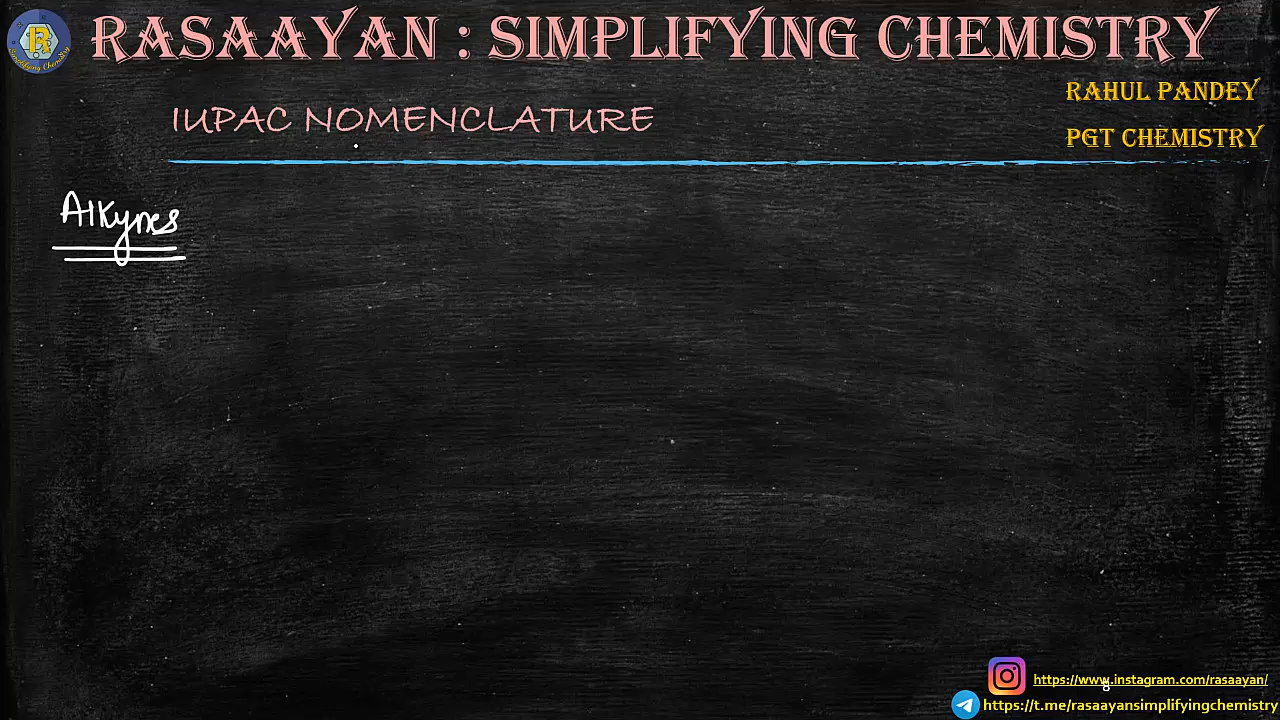 RASAAYAN : SIMPLIFYING CHEMISTRY
RAHUL PANDEY
IUPAC NOMENCLATURE
PGT CHEMISTRY
Alkynes
https://www.instagram.com/rasaayan/
https://t.me/rasaayansimplifyingchemistry